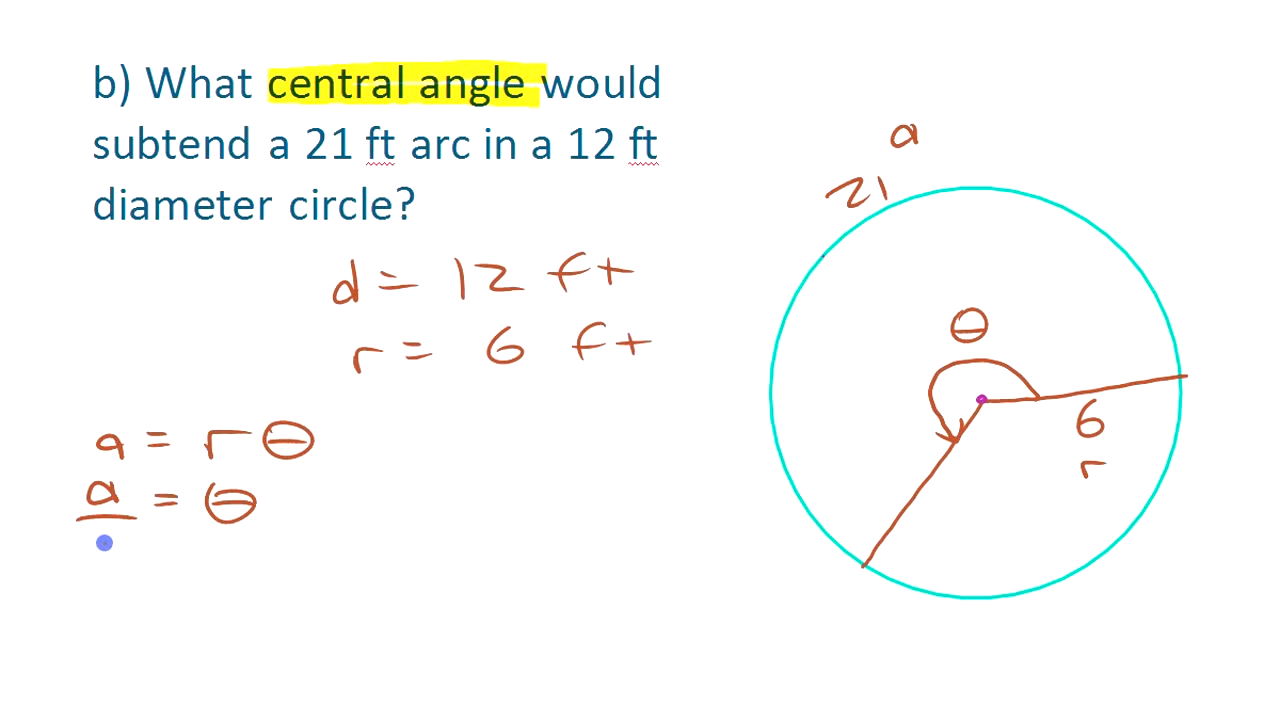 b) What central angle would
subtend a 21 ft arc in a 12 ft
diameter circle?
d = 12 ft
r = 6 ft
a = rθ
a = θ
a
21
θ
6
r